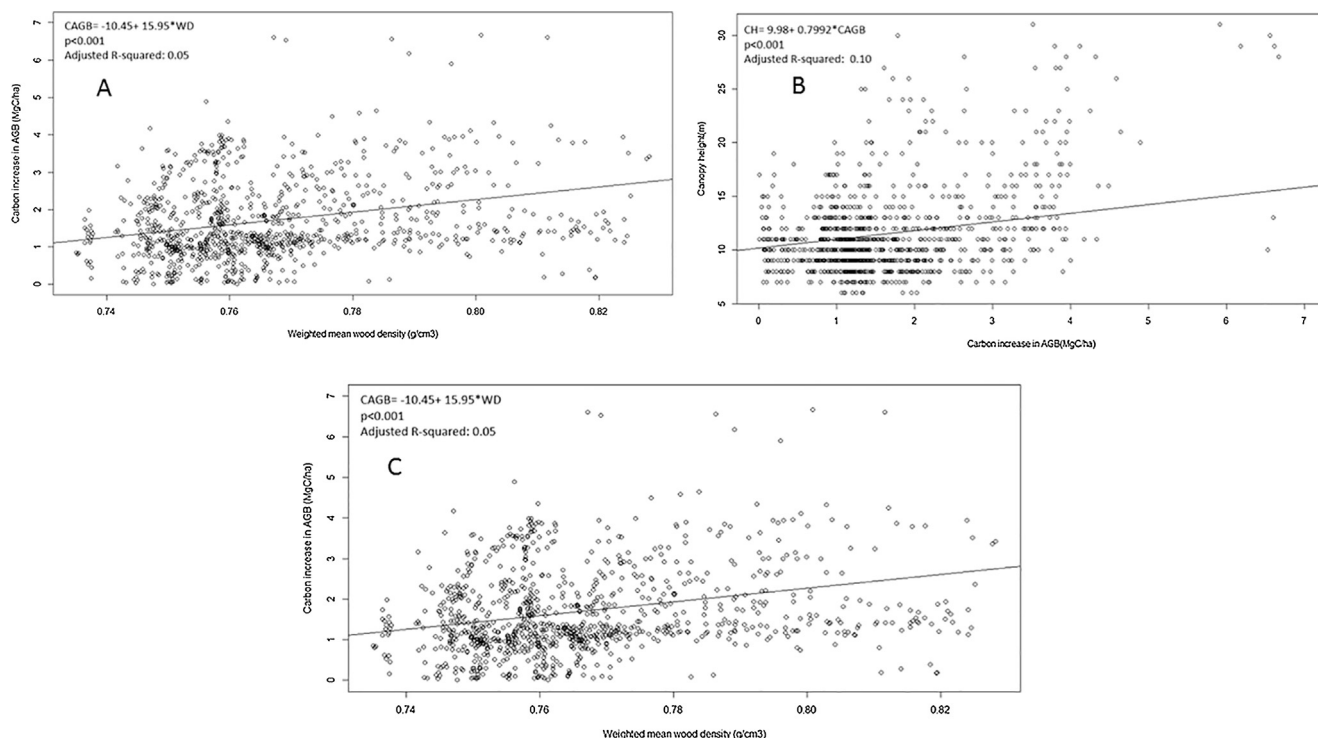 CAGB= -10.45+ 15.95*WD
p<0.001
Adjusted R-squared: 0.05
A
Carbon increase in AGB (MgC/ha)
7
6
5
4
3
2
1
0
0.74 0.76 0.78 0.80 0.82
Weighted mean wood density (g/cm3)
CH= 9.98+ 0.7992*CAGB
p<0.001
Adjusted R-squared: 0.10
B
Canopy height(m)
30
25
20
15
10
5
0 1 2 3 4 5 6 7
Carbon increase in AGB(MgC/ha)
CAGB= -10.45+ 15.95*WD
p<0.001
Adjusted R-squared: 0.05
C
Carbon increase in AGB (MgC/ha)
7
6
5
4
3
2
1
0
0.74 0.76 0.78 0.80 0.82
Weighted mean wood density (g/cm3)